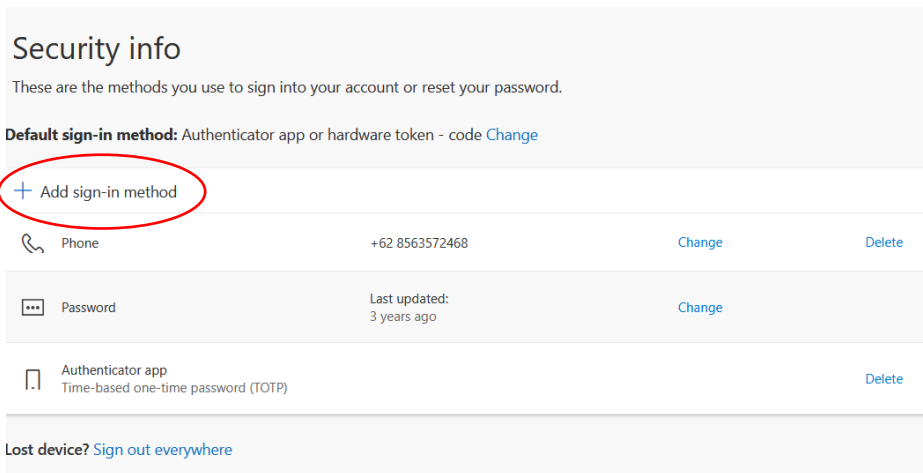 Security info
These are the methods you use to sign into your account or reset your password.
Default sign-in method: Authenticator app or hardware token - code Change
+ Add sign-in method
Phone +62 8563572468 Change Delete
Password Last updated: 3 years ago Change
Authenticator app
Time-based one-time password (TOTP) Delete
Lost device? Sign out everywhere